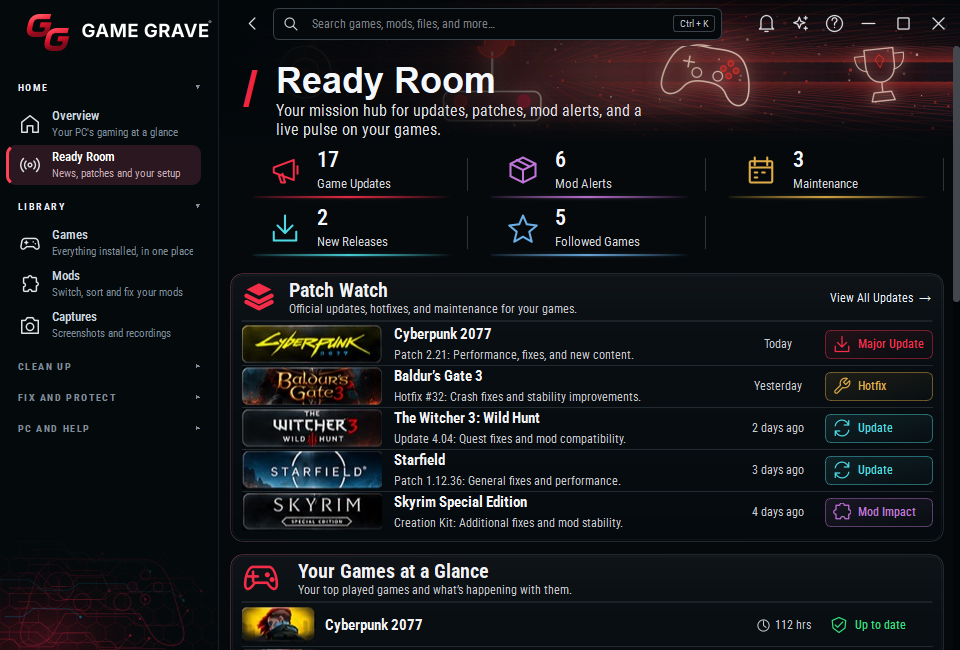 GG GAME GRAVE
Search games, mods, files, and more...
Ctrl + K
HOME
Overview
Your PC's gaming at a glance
Ready Room
News, patches and your setup
LIBRARY
Games
Everything installed, in one place
Mods
Switch, sort and fix your mods
Captures
Screenshots and recordings
CLEAN UP
FIX AND PROTECT
PC AND HELP
/ Ready Room
Your mission hub for updates, patches, mod alerts, and a
live pulse on your games.
17
Game Updates
6
Mod Alerts
3
Maintenance
2
New Releases
5
Followed Games
Patch Watch
Official updates, hotfixes, and maintenance for your games.
View All Updates →
CYBERPUNK
2077
Cyberpunk 2077
Patch 2.21: Performance, fixes, and new content.
Today
Major Update
BALDUR'S
GATE 3
Baldur's Gate 3
Hotfix #32: Crash fixes and stability improvements.
Yesterday
Hotfix
THE
WITCHER 3
WILD HUNT
The Witcher 3: Wild Hunt
Update 4.04: Quest fixes and mod compatibility.
2 days ago
Update
STARFIELD
Starfield
Patch 1.12.36: General fixes and performance.
3 days ago
Update
SKYRIM
SPECIAL EDITION
Skyrim Special Edition
Creation Kit: Additional fixes and mod stability.
4 days ago
Mod Impact
Your Games at a Glance
Your top played games and what's happening with them.
Cyberpunk 2077
112 hrs
Up to date